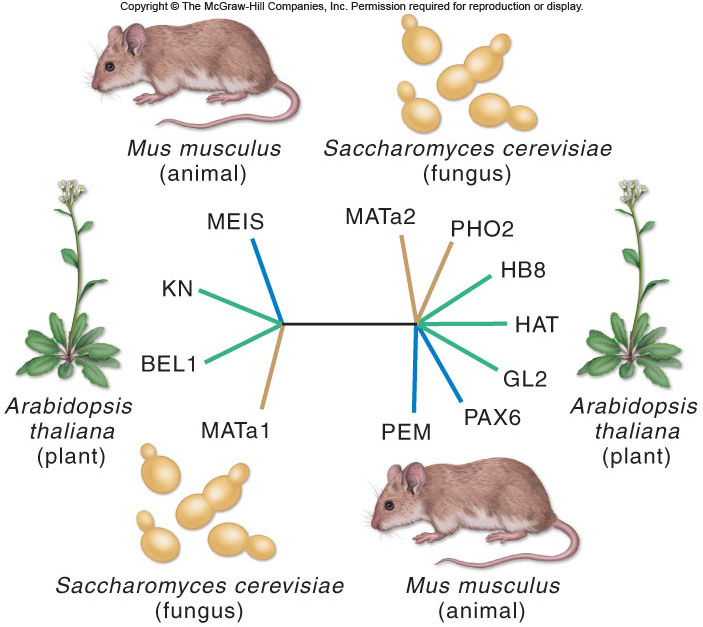 Copyright © The McGraw-Hill Companies, Inc. Permission required for reproduction or display.
Mus musculus
(animal)
Saccharomyces cerevisiae
(fungus)
MEIS
MATa2
PHO2
KN
HB8
HAT
BEL1
GL2
MATa1
PEM
PAX6
Arabidopsis
thaliana
(plant)
Arabidopsis
thaliana
(plant)
Saccharomyces cerevisiae
(fungus)
Mus musculus
(animal)